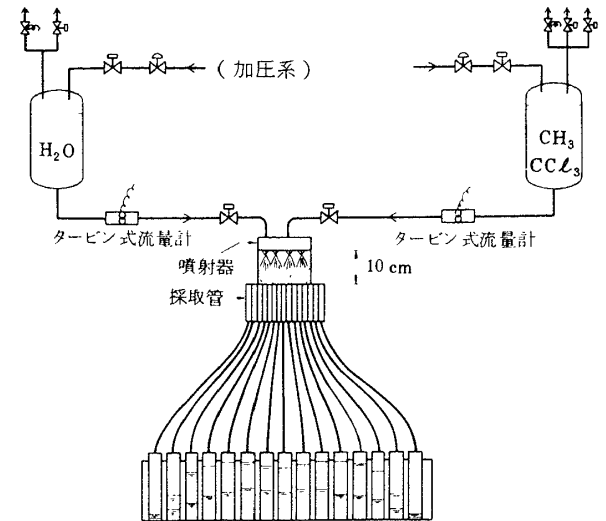 (加圧系)
H₂O
CH₃
CCℓ₃
タービン式流量計
タービン式流量計
噴射器
10 cm
採取管